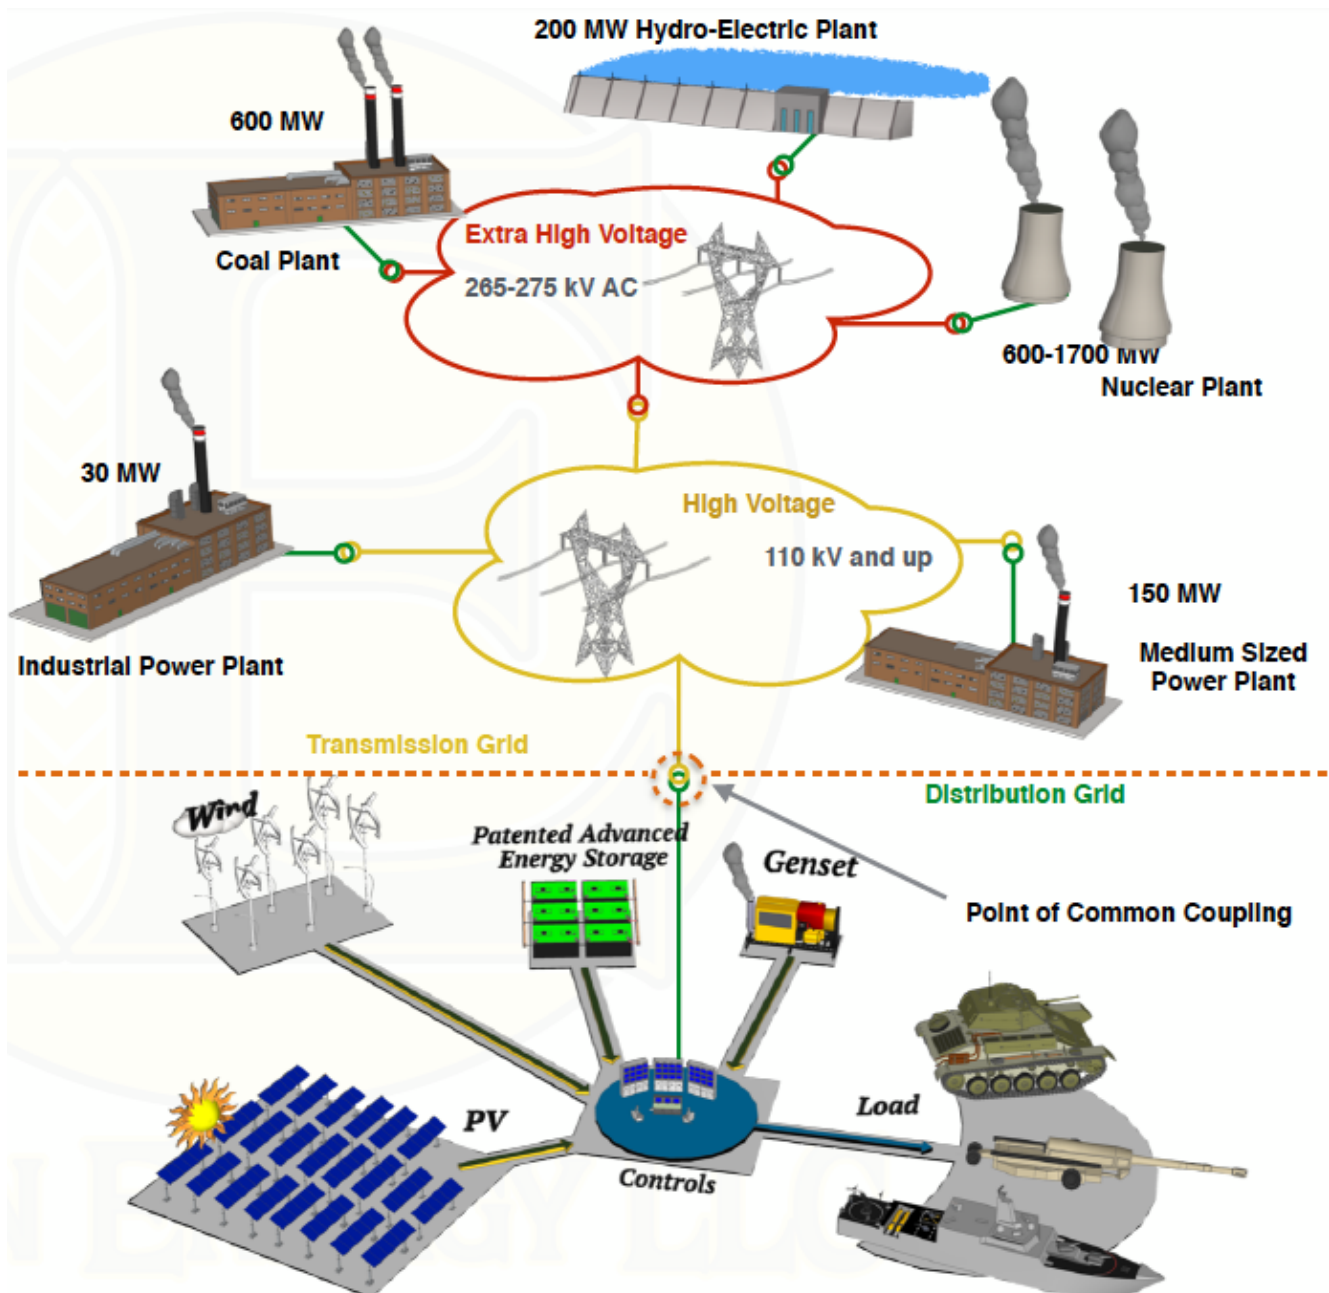 200 MW Hydro-Electric Plant
600 MW
Coal Plant
Extra High Voltage
265-275 kV AC
600-1700 MW
Nuclear Plant
30 MW
Industrial Power Plant
High Voltage
110 kV and up
150 MW
Medium Sized
Power Plant
Transmission Grid
Distribution Grid
Wind
Patented Advanced
Energy Storage
Genset
Point of Common Coupling
PV
Load
Controls
N ENERGY LLC